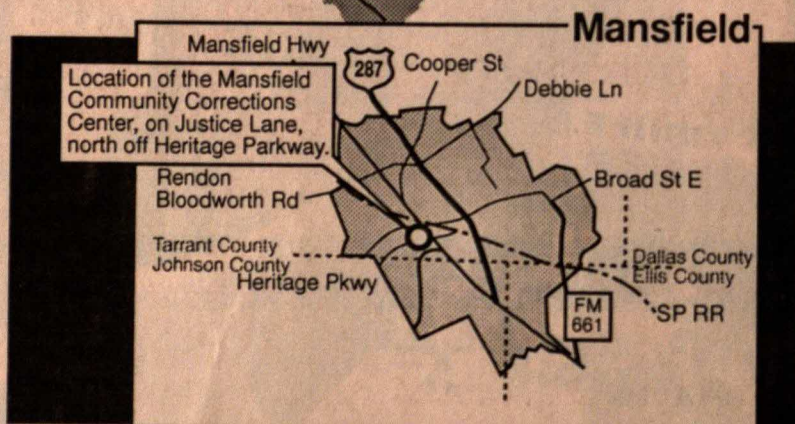 Mansfield
Mansfield Hwy
287
Cooper St
Debbie Ln
Location of the Mansfield
Community Corrections
Center, on Justice Lane,
north off Heritage Parkway.
Rendon
Bloodworth Rd
Broad St E
Tarrant County
Johnson County
Heritage Pkwy
Dallas County
Ellis County
FM
661
SP RR